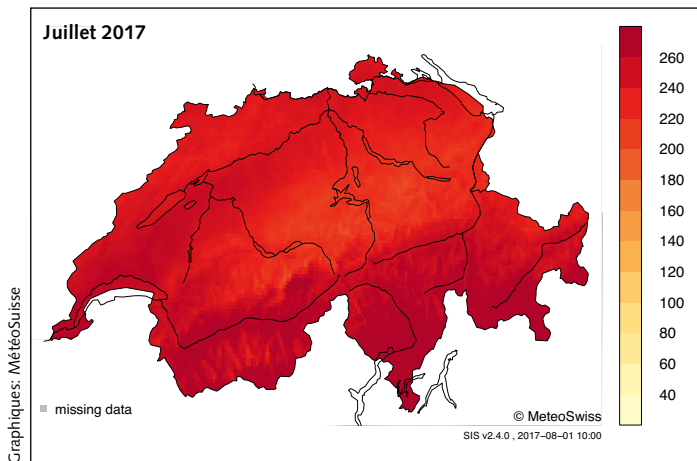 Juillet 2017
260
240
220
200
180
160
140
120
100
80
60
40
Graphiques: MétéoSuisse
missing data
© MeteoSwiss
SIS v2.4.0 , 2017–08–01 10:00